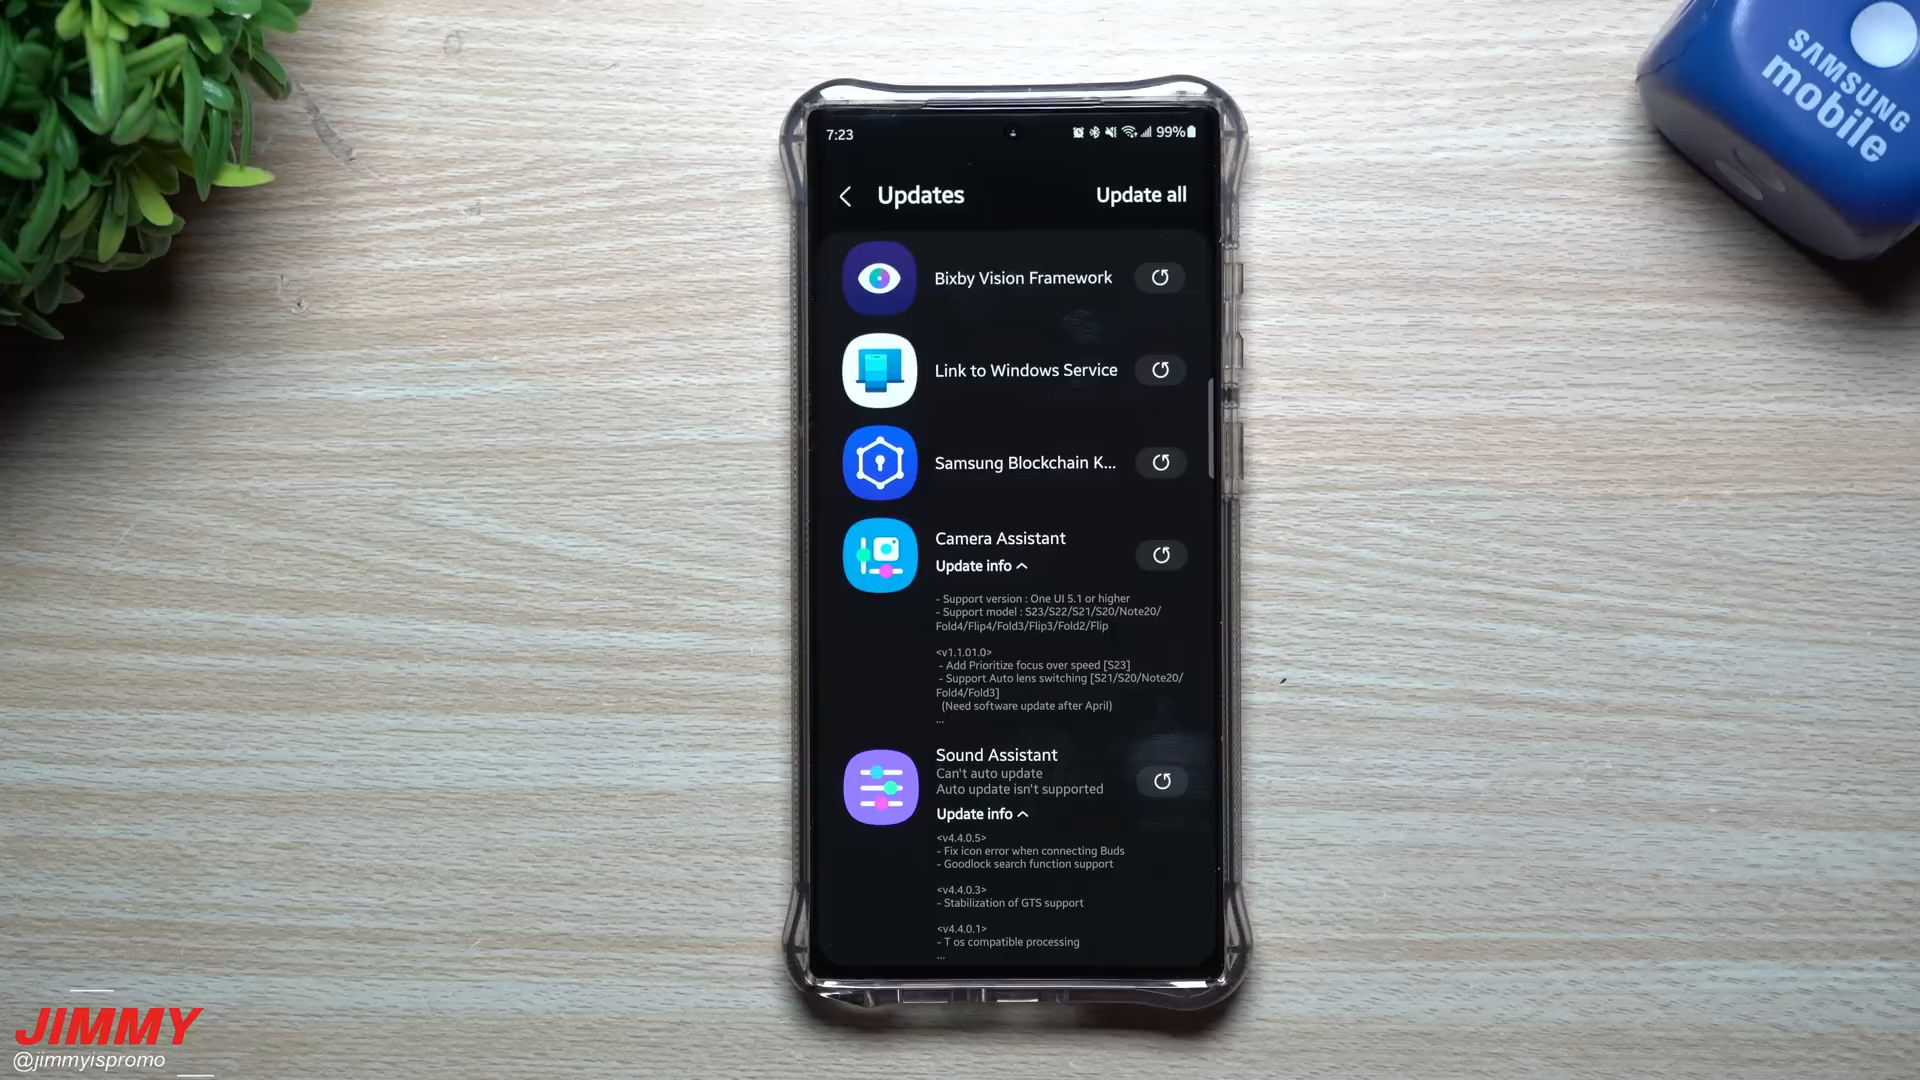 SAMSUNG
mobile
7:23
99%
Updates
Update all
Bixby Vision Framework
Link to Windows Service
Samsung Blockchain K...
Camera Assistant
Update info
- Support version : One UI 5.1 or higher
- Support model : S23/S22/S21/S20/Note20/
Fold4/Flip4/Fold3/Flip3/Fold2/Flip
<v1.1.01.0>
- Add Prioritize focus over speed [S23]
- Support Auto lens switching [S21/S20/Note20/
Fold4/Fold3]
(Need software update after April)
...
Sound Assistant
Can't auto update
Auto update isn't supported
Update info
<v4.4.0.5>
- Fix icon error when connecting Buds
- Goodlock search function support
<v4.4.0.3>
- Stabilization of GTS support
<v4.4.0.1>
- T os compatible processing
...
JIMMY
@jimmyispromo